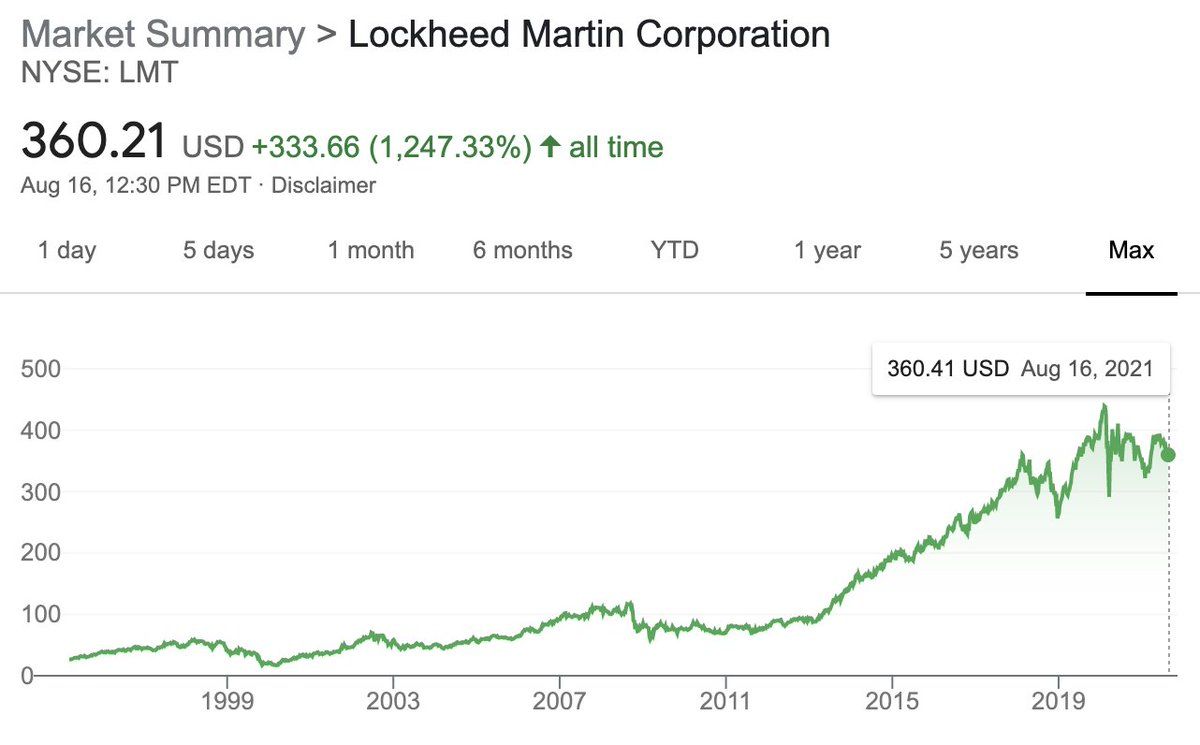 Market Summary > Lockheed Martin Corporation
NYSE: LMT
360.21 USD +333.66 (1,247.33%) ↑ all time
Aug 16, 12:30 PM EDT · Disclaimer
1 day 5 days 1 month 6 months YTD 1 year 5 years Max
360.41 USD Aug 16, 2021
500
400
300
200
100
0
1999 2003 2007 2011 2015 2019